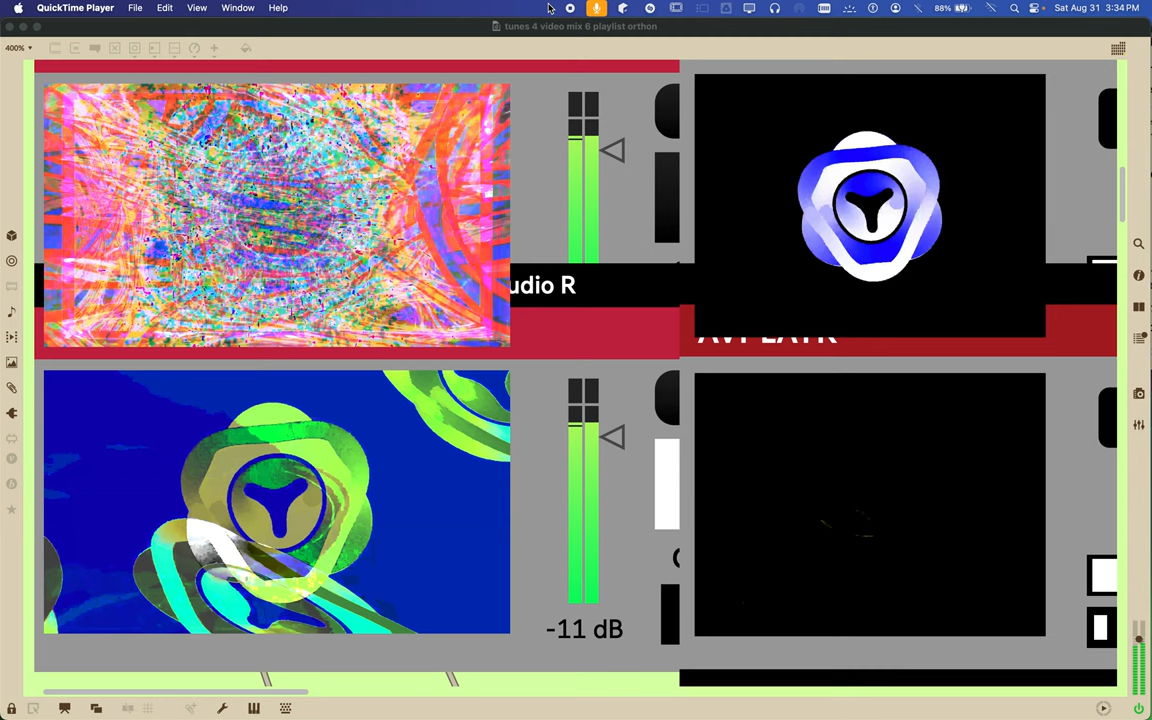 QuickTime Player File Edit View Window Help 88% Sat Aug 31 3:34 PM
tunes 4 video mix 6 playlist orthon
400%
udio R
-11 dB